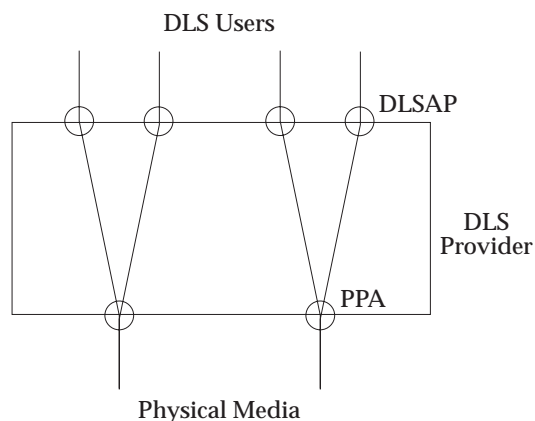 DLS Users
DLSAP
DLS
Provider
PPA
Physical Media